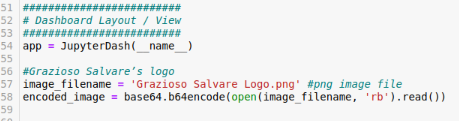 51 #########################
52 # Dashboard Layout / View
53 #########################
54 app = JupyterDash(__name__)
55
56 #Grazioso Salvare’s logo
57 image_filename = 'Grazioso Salvare Logo.png' #png image file
58 encoded_image = base64.b64encode(open(image_filename, 'rb').read())
59